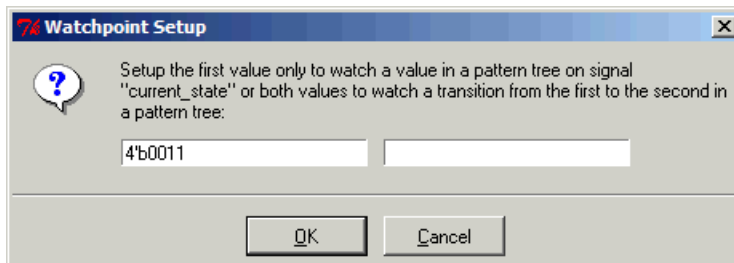 Watchpoint Setup
Setup the first value only to watch a value in a pattern tree on signal
"current_state" or both values to watch a transition from the first to the second in
a pattern tree:
4'b0011
OK Cancel